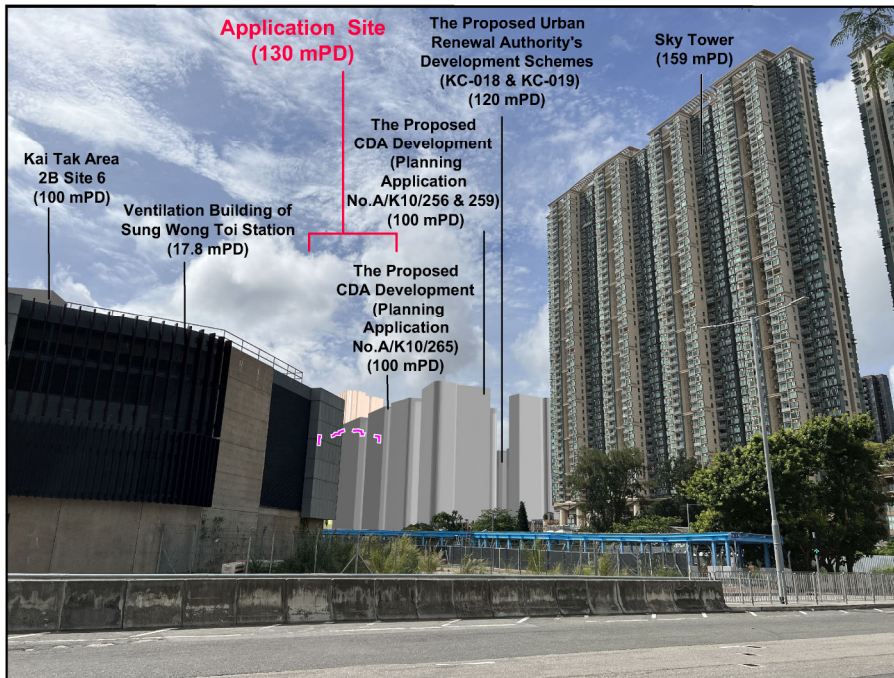 Application Site
(130 mPD)
The Proposed Urban
Renewal Authority's
Development Schemes
(KC-018 & KC-019)
(120 mPD)
Sky Tower
(159 mPD)
The Proposed
CDA Development
(Planning
Application
No.A/K10/256 & 259)
(100 mPD)
Kai Tak Area
2B Site 6
(100 mPD)
Ventilation Building of
Sung Wong Toi Station
(17.8 mPD)
The Proposed
CDA Development
(Planning
Application
No.A/K10/265)
(100 mPD)